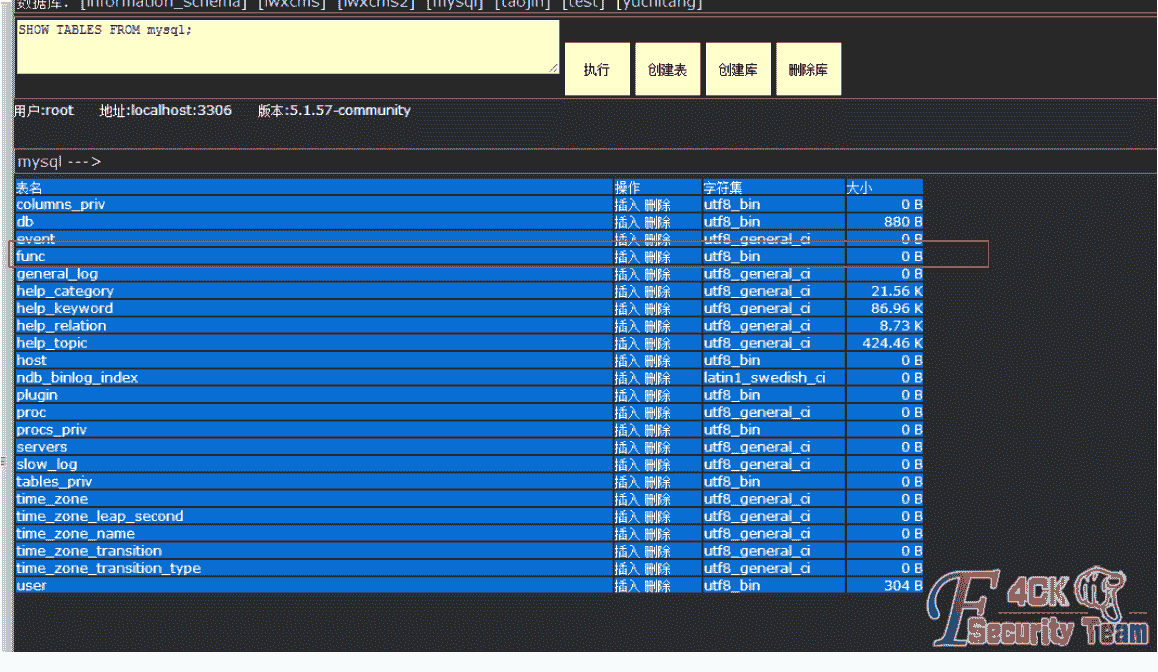 数据库: [information_schema] [lwxcms] [lwxcms2] [mysql] [taojin] [test] [yuchitang]
SHOW TABLES FROM mysql;
执行 创建表 创建库 删除库
用户:root 地址:localhost:3306 版本:5.1.57-community
mysql --->
表名 操作 字符集 大小
columns_priv 插入 删除 utf8_bin 0 B
db 插入 删除 utf8_bin 880 B
event 插入 删除 utf8_general_ci 0 B
func 插入 删除 utf8_bin 0 B
general_log 插入 删除 utf8_general_ci 0 B
help_category 插入 删除 utf8_general_ci 21.56 K
help_keyword 插入 删除 utf8_general_ci 86.96 K
help_relation 插入 删除 utf8_general_ci 8.73 K
help_topic 插入 删除 utf8_general_ci 424.46 K
host 插入 删除 utf8_bin 0 B
ndb_binlog_index 插入 删除 latin1_swedish_ci 0 B
plugin 插入 删除 utf8_bin 0 B
proc 插入 删除 utf8_general_ci 0 B
procs_priv 插入 删除 utf8_bin 0 B
servers 插入 删除 utf8_general_ci 0 B
slow_log 插入 删除 utf8_general_ci 0 B
tables_priv 插入 删除 utf8_bin 0 B
time_zone 插入 删除 utf8_general_ci 0 B
time_zone_leap_second 插入 删除 utf8_general_ci 0 B
time_zone_name 插入 删除 utf8_general_ci 0 B
time_zone_transition 插入 删除 utf8_general_ci 0 B
time_zone_transition_type 插入 删除 utf8_general_ci 0 B
user 插入 删除 utf8_bin 304 B
F4CK
Security Team